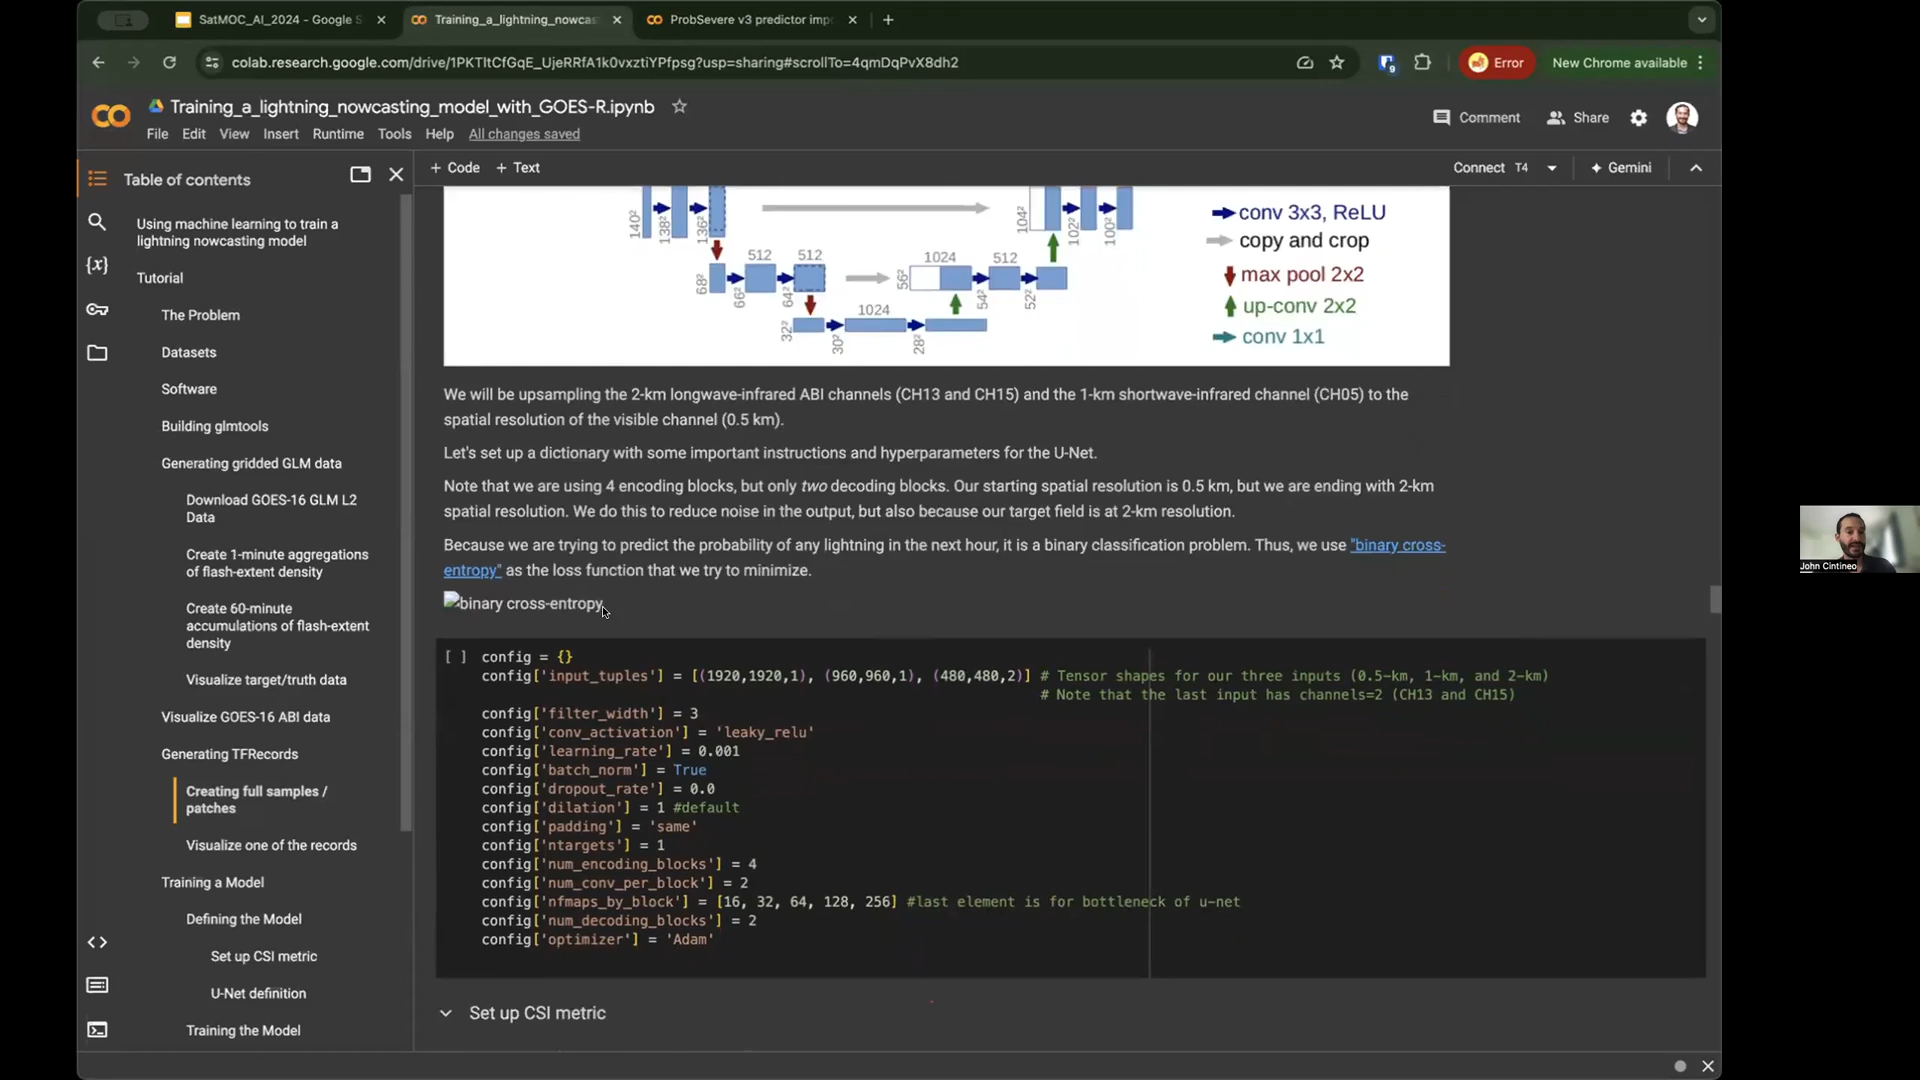 SatMOC_AI_2024 - Google S
Training_a_lightning_nowcas
ProbSevere v3 predictor imp
colab.research.google.com/drive/1PKTltCfGqE_UjeRRfA1k0vxztiYPfpsg?usp=sharing#scrollTo=4qmDqPvX8dh2
9
Error
New Chrome available
Training_a_lightning_nowcasting_model_with_GOES-R.ipynb
File Edit View Insert Runtime Tools Help All changes saved
Comment
Share
Table of contents
+ Code + Text
Connect T4
Gemini
Using machine learning to train a
lightning nowcasting model
Tutorial
The Problem
Datasets
Software
Building glmtools
Generating gridded GLM data
Download GOES-16 GLM L2
Data
Create 1-minute aggregations
of flash-extent density
Create 60-minute
accumulations of flash-extent
density
Visualize target/truth data
Visualize GOES-16 ABI data
Generating TFRecords
Creating full samples /
patches
Visualize one of the records
Training a Model
Defining the Model
Set up CSI metric
U-Net definition
Training the Model
140² 138² 136² 104² 102² 100²
conv 3x3, ReLU
copy and crop
max pool 2x2
up-conv 2x2
conv 1x1
512 512 1024 512
68² 66² 64² 56² 54² 52²
1024
32² 30² 28²
We will be upsampling the 2-km longwave-infrared ABI channels (CH13 and CH15) and the 1-km shortwave-infrared channel (CH05) to the
spatial resolution of the visible channel (0.5 km).
Let's set up a dictionary with some important instructions and hyperparameters for the U-Net.
Note that we are using 4 encoding blocks, but only two decoding blocks. Our starting spatial resolution is 0.5 km, but we are ending with 2-km
spatial resolution. We do this to reduce noise in the output, but also because our target field is at 2-km resolution.
Because we are trying to predict the probability of any lightning in the next hour, it is a binary classification problem. Thus, we use "binary cross-
entropy" as the loss function that we try to minimize.
binary cross-entropy
[ ] config = {}
config['input_tuples'] = [(1920,1920,1), (960,960,1), (480,480,2)] # Tensor shapes for our three inputs (0.5-km, 1-km, and 2-km)
# Note that the last input has channels=2 (CH13 and CH15)
config['filter_width'] = 3
config['conv_activation'] = 'leaky_relu'
config['learning_rate'] = 0.001
config['batch_norm'] = True
config['dropout_rate'] = 0.0
config['dilation'] = 1 #default
config['padding'] = 'same'
config['ntargets'] = 1
config['num_encoding_blocks'] = 4
config['num_conv_per_block'] = 2
config['nfmaps_by_block'] = [16, 32, 64, 128, 256] #last element is for bottleneck of u-net
config['num_decoding_blocks'] = 2
config['optimizer'] = 'Adam'
Set up CSI metric
John Cintineo